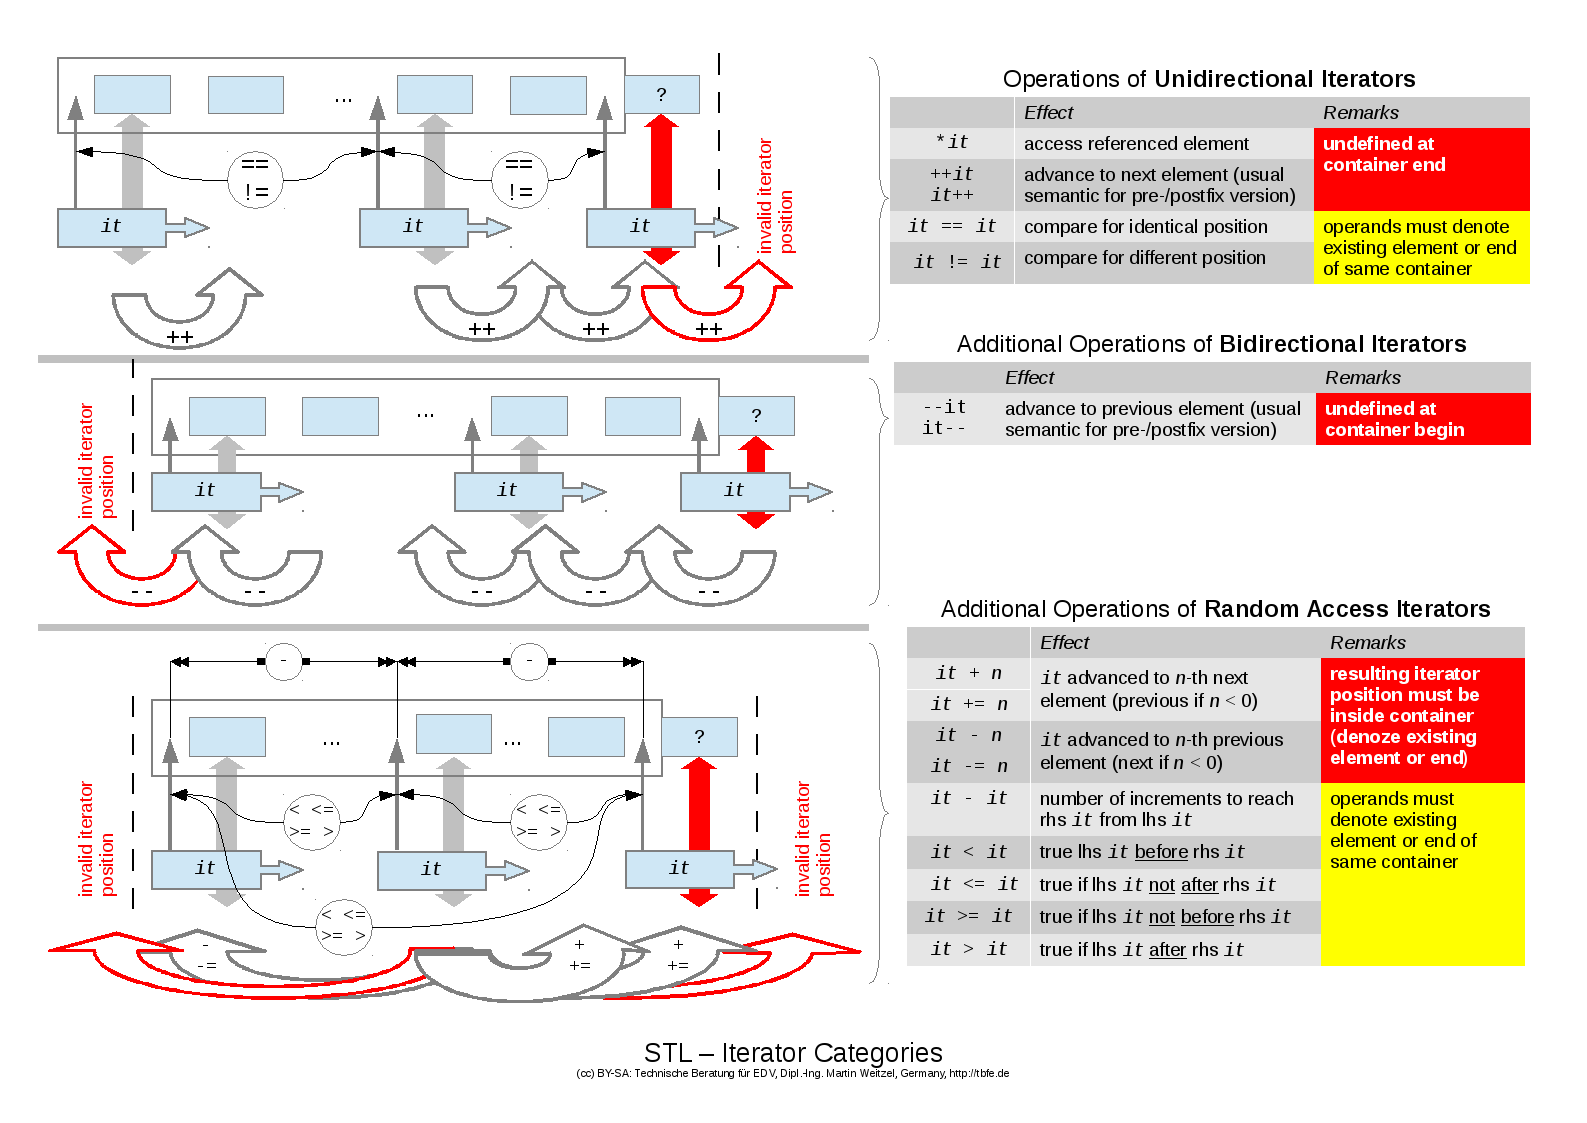 ... ?
==
!=
==
!=
it it it
invalid iterator
position
++ ++ ++ ++
Operations of Unidirectional Iterators
Effect Remarks
*it access referenced element undefined at
container end
++it advance to next element (usual
it++ semantic for pre-/postfix version)
it == it compare for identical position operands must denote
existing element or end
it != it compare for different position
of same container
invalid iterator
position
... ?
it it it
-- -- -- -- --
Additional Operations of Bidirectional Iterators
Effect Remarks
--it advance to previous element (usual undefined at
it-- semantic for pre-/postfix version) container begin
- -
... ... ?
invalid iterator
position
< <=
>= >
< <=
>= >
invalid iterator
position
it it it
< <=
>= >
-
-=
+
+=
+
+=
Additional Operations of Random Access Iterators
Effect Remarks
it + n
it += n
it advanced to n-th next
element (previous if n < 0)
resulting iterator
position must be
inside container
(denoze existing
element or end)
it - n
it -= n
it advanced to n-th previous
element (next if n < 0)
it - it number of increments to reach
rhs it from lhs it
operands must
denote existing
element or end of
same container
it < it true lhs it before rhs it
it <= it true if lhs it not after rhs it
it >= it true if lhs it not before rhs it
it > it true if lhs it after rhs it
STL – Iterator Categories
(cc) BY-SA: Technische Beratung für EDV, Dipl.-Ing. Martin Weitzel, Germany, http://tbfe.de